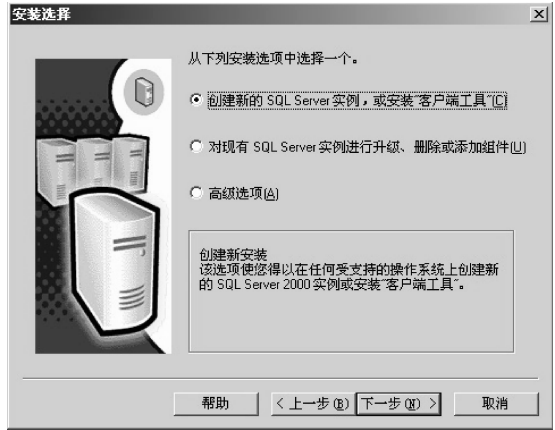 安装选择
从下列安装选项中选择一个。
创建新的 SQL Server 实例，或安装“客户端工具”(C)
对现有 SQL Server 实例进行升级、删除或添加组件(U)
高级选项(A)
创建新安装
该选项使您得以在任何受支持的操作系统上创建新
的 SQL Server 2000 实例或安装“客户端工具”。
帮助
< 上一步(B)
下一步(N) >
取消